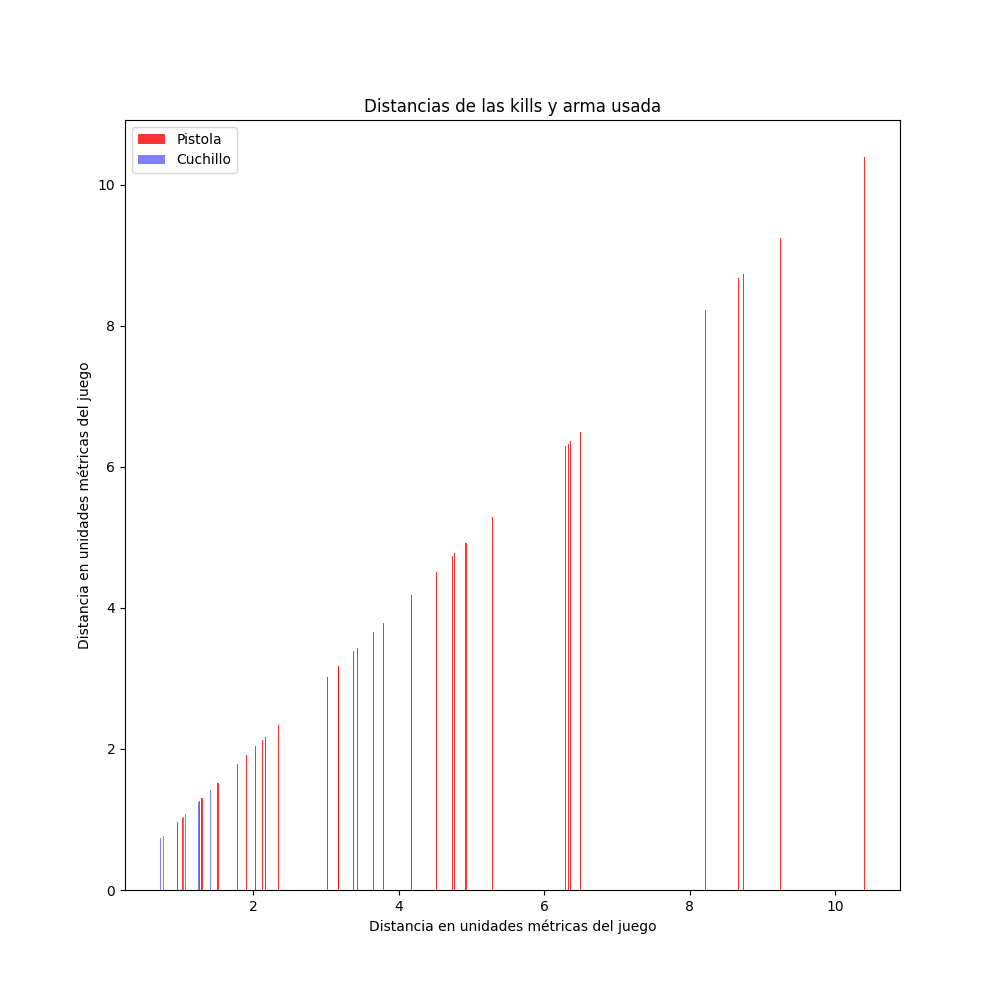 Distancias de las kills y arma usada
Pistola
Cuchillo
10
8
6
4
2
0
Distancia en unidades métricas del juego
2 4 6 8 10
Distancia en unidades métricas del juego